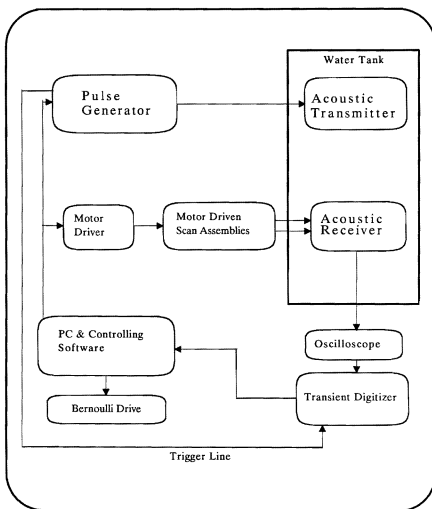 Water Tank
Pulse
Generator
Acoustic
Transmitter
Motor
Driver
Motor Driven
Scan Assemblies
Acoustic
Receiver
PC & Controlling
Software
Oscilloscope
Bernoulli Drive
Transient Digitizer
Trigger Line